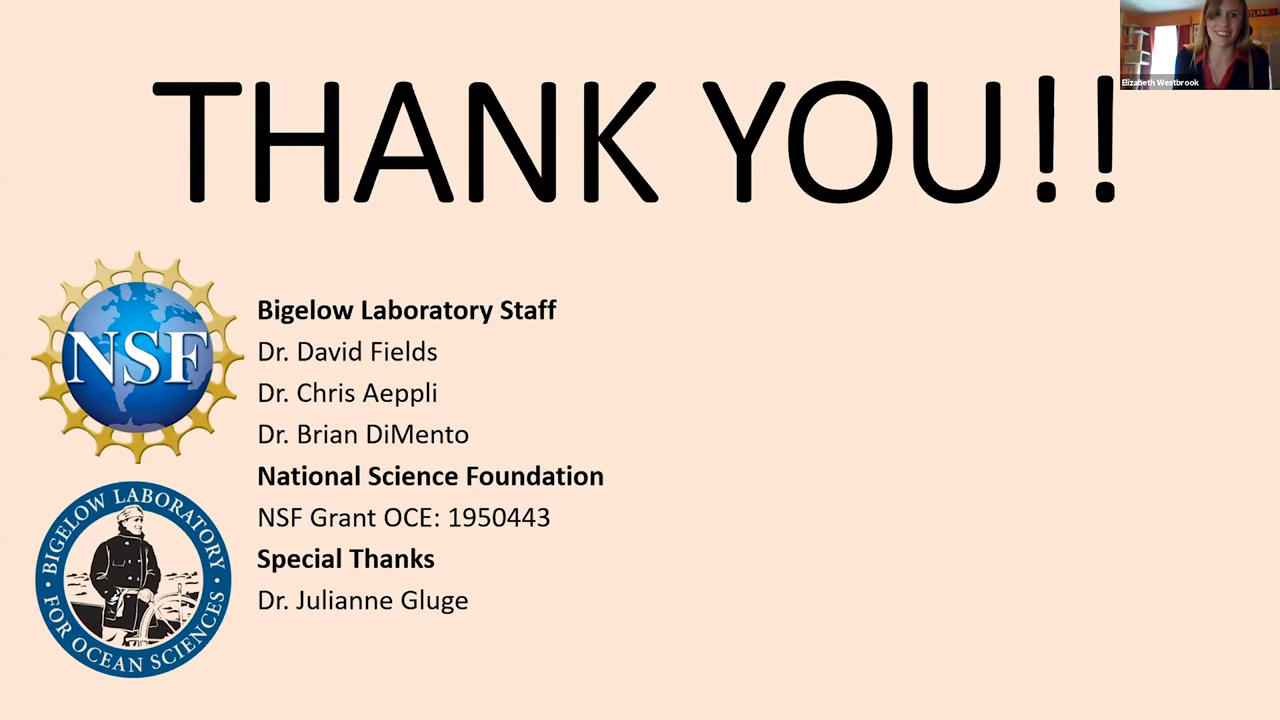 THANK YOU!!
Elizabeth Westbrook
NSF
Bigelow Laboratory Staff
Dr. David Fields
Dr. Chris Aeppli
Dr. Brian DiMento
National Science Foundation
NSF Grant OCE: 1950443
Special Thanks
Dr. Julianne Gluge
BIGELOW LABORATORY
FOR OCEAN SCIENCES